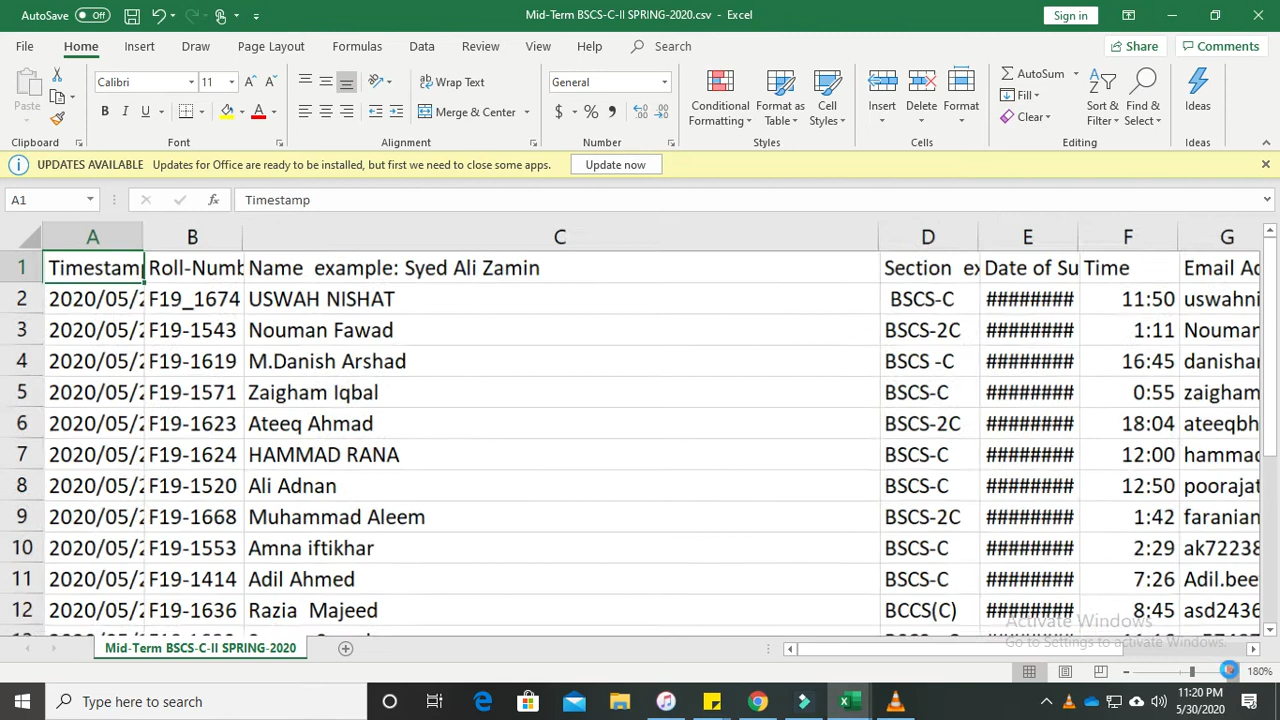 AutoSave Off Mid-Term BSCS-C-II SPRING-2020.csv - Excel Sign in
File Home Insert Draw Page Layout Formulas Data Review View Help Search Share Comments
Paste Calibri 11 Wrap Text General Conditional Formatting Format as Table Cell Styles Insert Delete Format AutoSum Fill Clear Sort & Filter Find & Select Ideas
B I U Merge & Center $ % ,
Clipboard Font Alignment Number Styles Cells Editing Ideas
UPDATES AVAILABLE Updates for Office are ready to be installed, but first we need to close some apps. Update now
A1 fx Timestamp
A B C D E F G
1 Timestamp Roll-Numb Name example: Syed Ali Zamin Section ex Date of Su Time Email Ad
2 2020/05/2 F19_1674 USWAH NISHAT BSCS-C ######## 11:50 uswahni
3 2020/05/2 F19-1543 Nouman Fawad BSCS-2C ######## 1:11 Nouman
4 2020/05/2 F19-1619 M.Danish Arshad BSCS -C ######## 16:45 danishar
5 2020/05/2 F19-1571 Zaigham Iqbal BSCS-C ######## 0:55 zaigham
6 2020/05/2 F19-1623 Ateeq Ahmad BSCS-2C ######## 18:04 ateeqbh
7 2020/05/2 F19-1624 HAMMAD RANA BSCS-C ######## 12:00 hammac
8 2020/05/2 F19-1520 Ali Adnan BSCS-C ######## 12:50 poorajat
9 2020/05/2 F19-1668 Muhammad Aleem BSCS-2C ######## 1:42 faranian
10 2020/05/2 F19-1553 Amna iftikhar BSCS-C ######## 2:29 ak72238
11 2020/05/2 F19-1414 Adil Ahmed BSCS-C ######## 7:26 Adil.bee
12 2020/05/2 F19-1636 Razia Majeed BCCS(C) ######## 8:45 asd2436
Activate Windows
Go to Settings to activate Windows.
Mid-Term BSCS-C-II SPRING-2020
180%
Type here to search
11:20 PM
5/30/2020